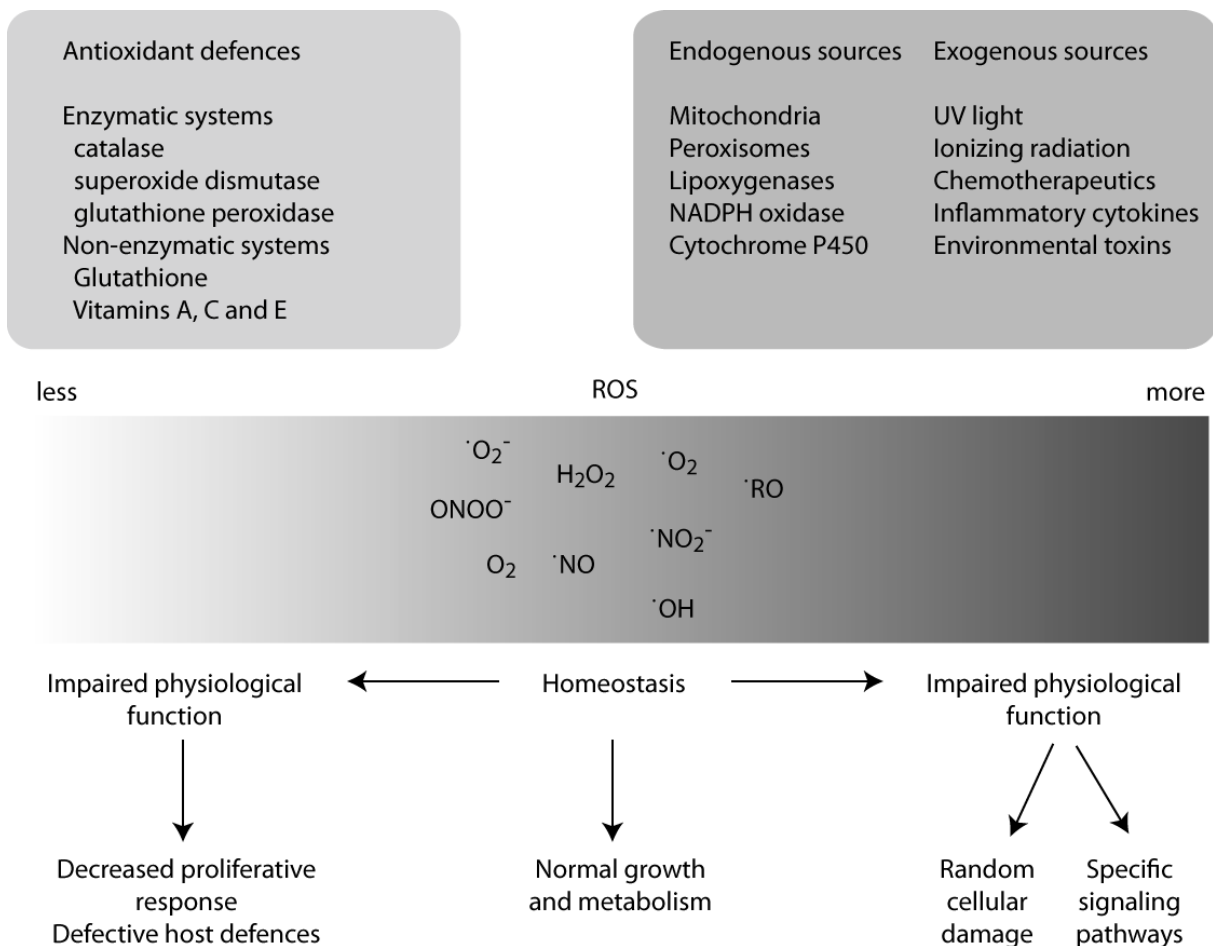 Antioxidant defences
Enzymatic systems
catalase
superoxide dismutase
glutathione peroxidase
Non-enzymatic systems
Glutathione
Vitamins A, C and E
Endogenous sources
Mitochondria
Peroxisomes
Lipoxygenases
NADPH oxidase
Cytochrome P450
Exogenous sources
UV light
Ionizing radiation
Chemotherapeutics
Inflammatory cytokines
Environmental toxins
less
ROS
more
˙O₂⁻
H₂O₂
˙O₂
˙RO
ONOO⁻
˙NO₂⁻
O₂
˙NO
˙OH
Impaired physiological
function
Homeostasis
Impaired physiological
function
Decreased proliferative
response
Defective host defences
Normal growth
and metabolism
Random
cellular
damage
Specific
signaling
pathways